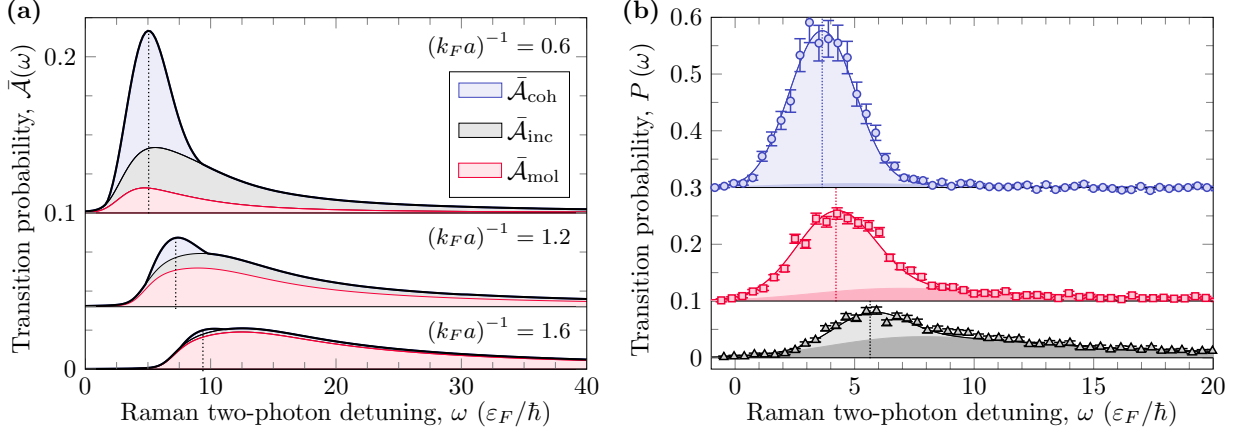 (a)
Transition probability, 𝒜̄(ω)
0.2
0.1
0
(k_F a)⁻¹ = 0.6
𝒜̄_coh
𝒜̄_inc
𝒜̄_mol
(k_F a)⁻¹ = 1.2
(k_F a)⁻¹ = 1.6
0 5 10 20 30 40
Raman two-photon detuning, ω (ε_F/ħ)
(b)
Transition probability, P (ω)
0.6
0.5
0.4
0.3
0.2
0.1
0
0 5 10 15 20
Raman two-photon detuning, ω (ε_F/ħ)